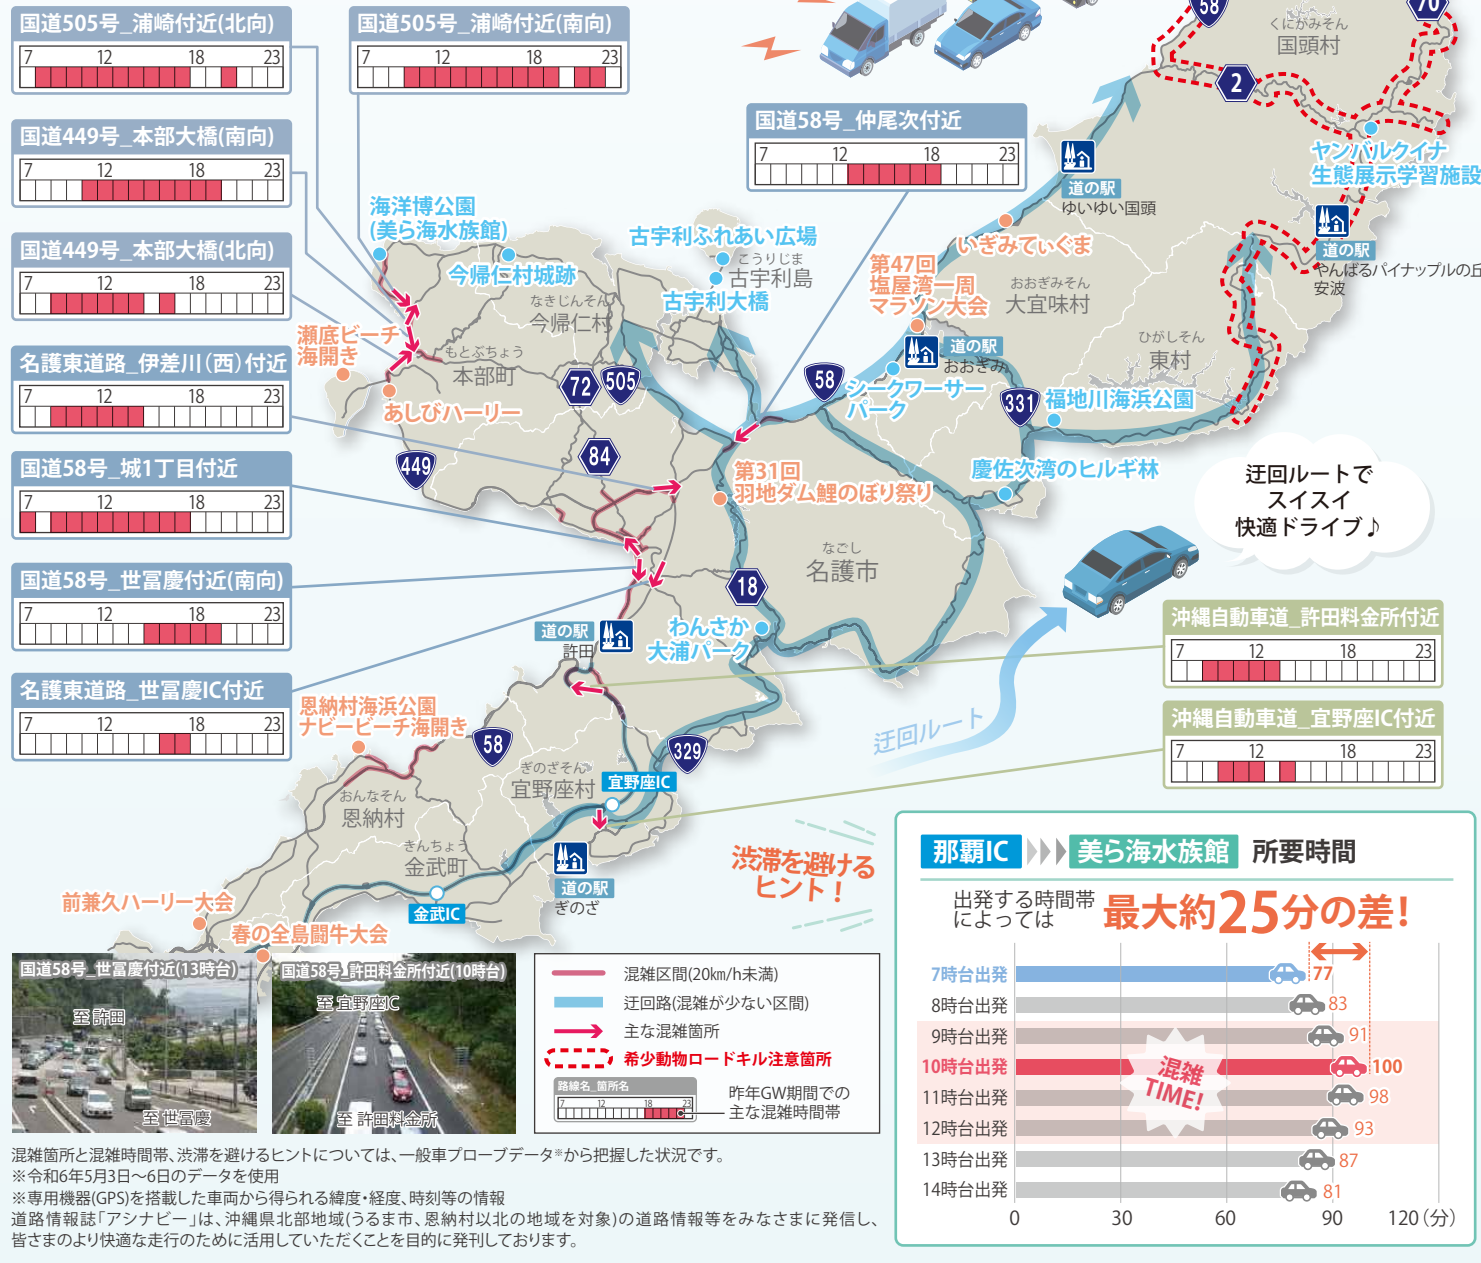 国道505号_浦崎付近(北向)
7 12 18 23
国道505号_浦崎付近(南向)
7 12 18 23
国道449号_本部大橋(南向)
7 12 18 23
国道449号_本部大橋(北向)
7 12 18 23
名護東道路_伊差川(西)付近
7 12 18 23
国道58号_城1丁目付近
7 12 18 23
国道58号_世冨慶付近(南向)
7 12 18 23
名護東道路_世冨慶IC付近
7 12 18 23
国道58号_仲尾次付近
7 12 18 23
58
70
くにがみそん
国頭村
2
ヤンバルクイナ
生態展示学習施設
道の駅
ゆいゆい国頭
道の駅
やんばるパイナップルの丘
安波
いぎみてぃぐま
海洋博公園
(美ら海水族館)
今帰仁村城跡
古宇利ふれあい広場
こうりじま
古宇利島
古宇利大橋
なきじんそん
今帰仁村
第47回
塩屋湾一周
マラソン大会
おおぎみそん
大宜味村
ひがしそん
東村
瀬底ビーチ
海開き
もとぶちょう
本部町
あしびハーリー
72
505
58
道の駅
おおぎみ
シークワーサー
パーク
331
福地川海浜公園
449
84
第31回
羽地ダム鯉のぼり祭り
慶佐次湾のヒルギ林
迂回ルートで
スイスイ
快適ドライブ♪
なごし
名護市
18
道の駅
許田
わんさか
大浦パーク
沖縄自動車道_許田料金所付近
7 12 18 23
沖縄自動車道_宜野座IC付近
7 12 18 23
迂回ルート
恩納村海浜公園
ナビービーチ海開き
58
329
ぎのざそん
宜野座村
宜野座IC
おんなそん
恩納村
きんちょう
金武町
道の駅
ぎのざ
金武IC
前兼久ハーリー大会
春の全島闘牛大会
渋滞を避ける
ヒント!
国道58号_世冨慶付近(13時台)
至 許田
至 世冨慶
国道58号_許田料金所付近(10時台)
至 宜野座IC
至 許田料金所
混雑区間(20km/h未満)
迂回路(混雑が少ない区間)
主な混雑箇所
希少動物ロードキル注意箇所
路線名_箇所名
7 12 18 23
昨年GW期間での
主な混雑時間帯
那覇IC 美ら海水族館 所要時間
出発する時間帯
によっては
最大約25分の差!
7時台出発 77
8時台出発 83
9時台出発 91
10時台出発 100
11時台出発 98
12時台出発 93
13時台出発 87
14時台出発 81
混雑
TIME!
0 30 60 90 120(分)
混雑箇所と混雑時間帯、渋滞を避けるヒントについては、一般車プローブデータ※から把握した状況です。
※令和6年5月3日～6日のデータを使用
※専用機器(GPS)を搭載した車両から得られる緯度・経度、時刻等の情報
道路情報誌「アシナビー」は、沖縄県北部地域(うるま市、恩納村以北の地域を対象)の道路情報等をみなさまに発信し、
皆さまのより快適な走行のために活用していただくことを目的に発刊しております。